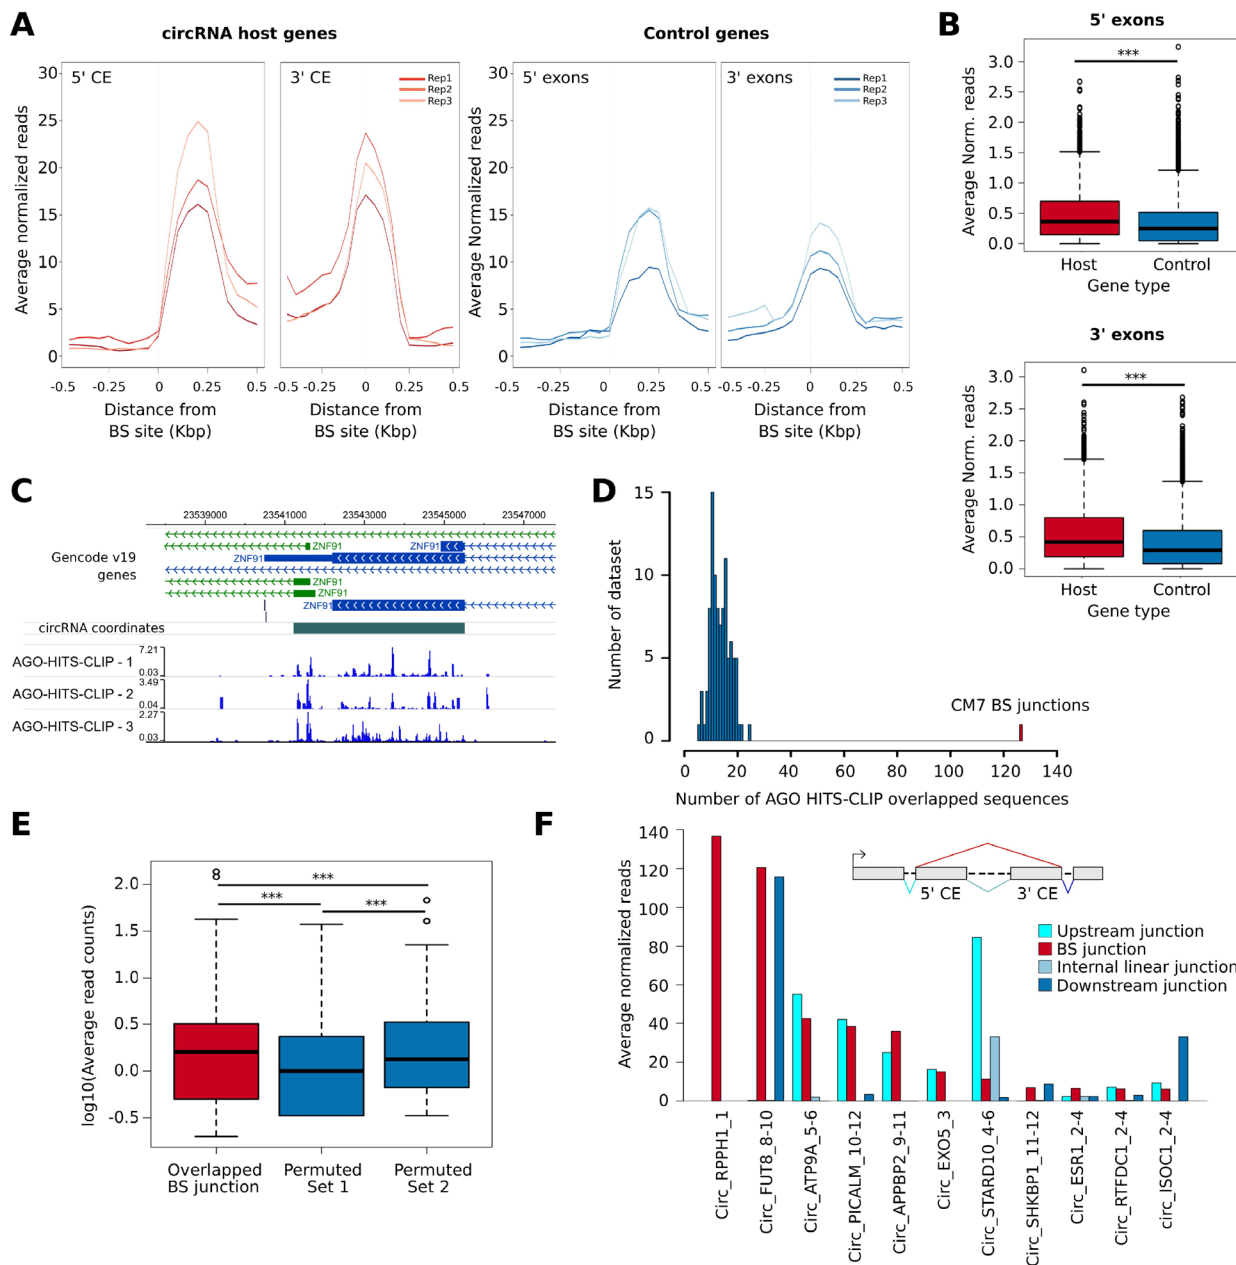 A
circRNA host genes
Control genes
5' CE
3' CE
Rep1
Rep2
Rep3
5' exons
3' exons
Rep1
Rep2
Rep3
Average normalized reads
30
25
20
15
10
5
0
-0.5 -0.25 0 0.25 0.5
-0.5 -0.25 0 0.25 0.5
Distance from
BS site (Kbp)
Distance from
BS site (Kbp)
Average Normalized reads
30
25
20
15
10
5
0
-0.5 -0.25 0 0.25 0.5
-0.5 -0.25 0 0.25 0.5
Distance from
BS site (Kbp)
Distance from
BS site (Kbp)
B
5' exons
***
Average Norm. reads
3.0
2.5
2.0
1.5
1.0
0.5
0.0
Host Control
Gene type
3' exons
***
Average Norm. reads
3.0
2.5
2.0
1.5
1.0
0.5
0.0
Host Control
Gene type
C
23539000 23541000 23543000 23545000 23547000
Gencode v19
genes
ZNF91
ZNF91
ZNF91
ZNF91
ZNF91
ZNF91
circRNA coordinates
AGO-HITS-CLIP - 1
7.21
0.03
AGO-HITS-CLIP - 2
3.49
0.04
AGO-HITS-CLIP - 3
2.27
0.03
D
Number of dataset
15
10
5
0
CM7 BS junctions
0 20 40 60 80 100 120 140
Number of AGO HITS-CLIP overlapped sequences
E
log10(Average read counts)
2.0
1.5
1.0
0.5
0.0
-0.5
***
***
***
Overlapped
BS junction
Permuted
Set 1
Permuted
Set 2
F
Average normalized reads
140
120
100
80
60
40
20
0
5' CE
3' CE
Upstream junction
BS junction
Internal linear junction
Downstream junction
Circ_RPPH1_1
Circ_FUT8_8-10
Circ_ATP9A_5-6
Circ_PICALM_10-12
Circ_APPBP2_9-11
Circ_EXO5_3
Circ_STARD10_4-6
Circ_SHKBP1_11-12
Circ_ESR1_2-4
Circ_RTFDC1_2-4
circ_ISOC1_2-4